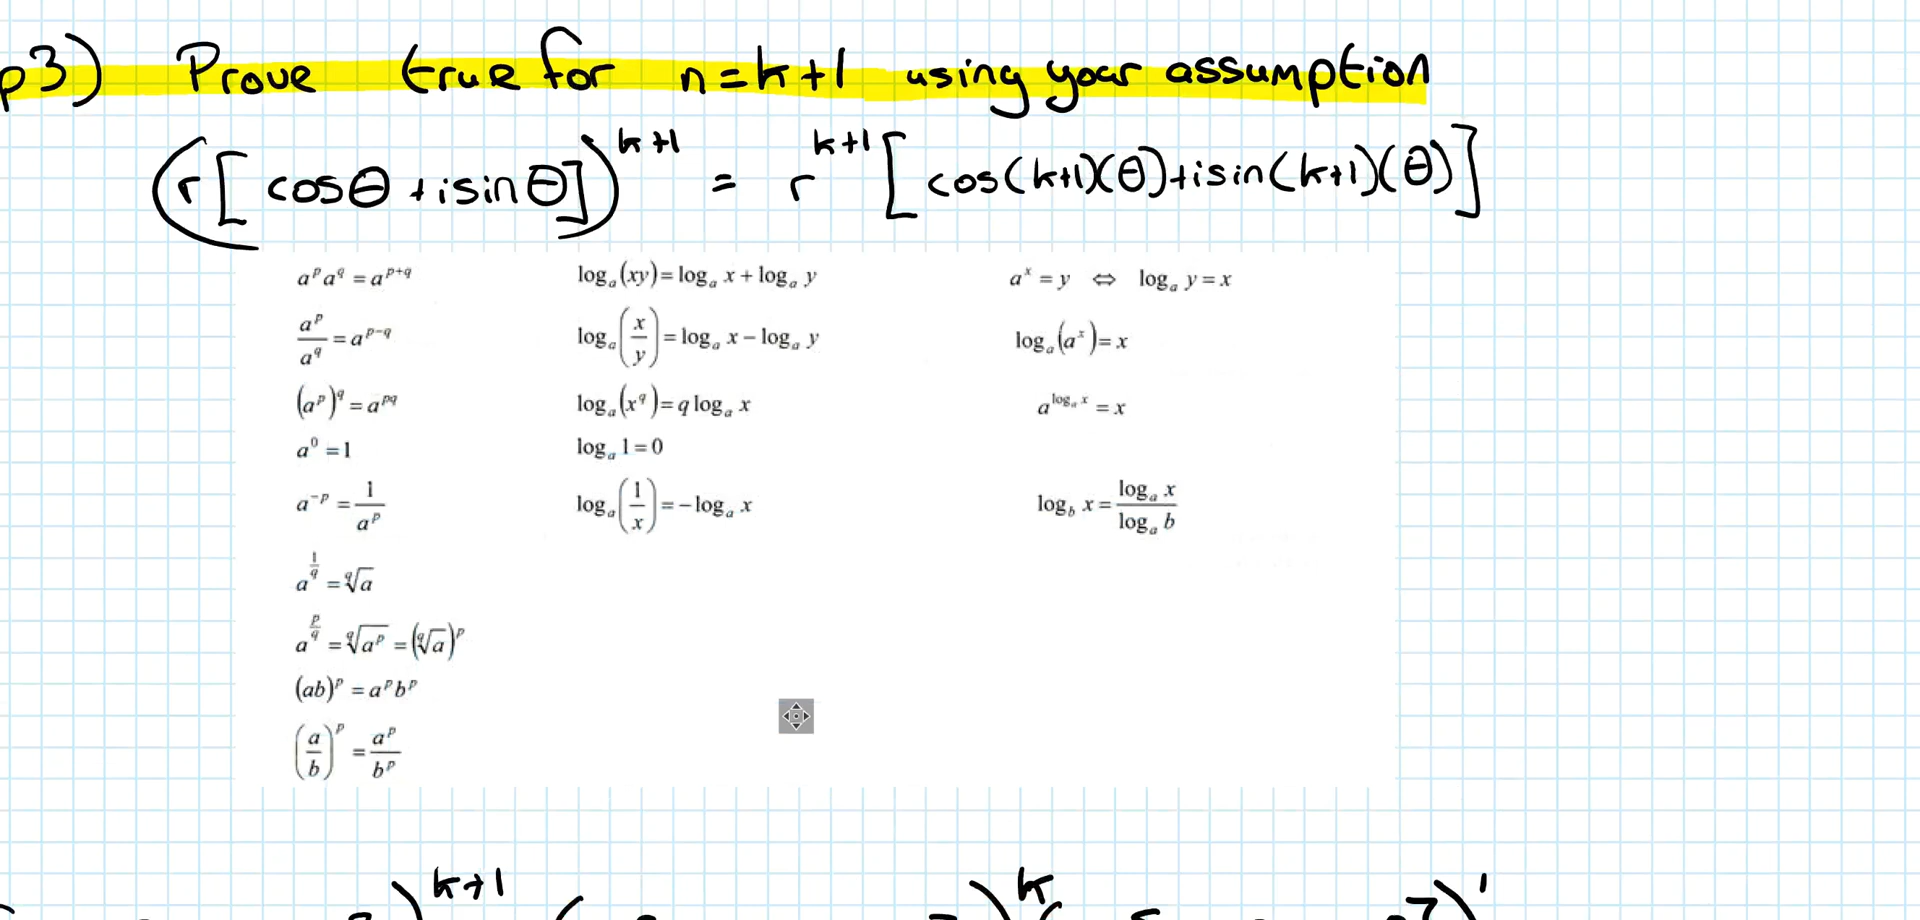 p3) Prove true for n=k+1 using your assumption
(r[cosθ+isinθ])^(k+1) = r^(k+1)[cos(k+1)(θ)+isin(k+1)(θ)]
a^p a^q = a^(p+q)    log_a(xy)=log_a x + log_a y    a^x = y ⇔ log_a y = x
a^p/a^q = a^(p-q)    log_a(x/y) = log_a x - log_a y    log_a(a^x)= x
(a^p)^q = a^(pq)    log_a(x^q)= q log_a x    a^(log_a x) = x
a^0 = 1    log_a 1 = 0
a^(-p) = 1/a^p    log_a(1/x) = - log_a x    log_b x = log_a x / log_a b
a^(1/q) = q√a
a^(p/q) = q√a^p = (q√a)^p
(ab)^p = a^p b^p
(a/b)^p = a^p/b^p
k+1 k 1